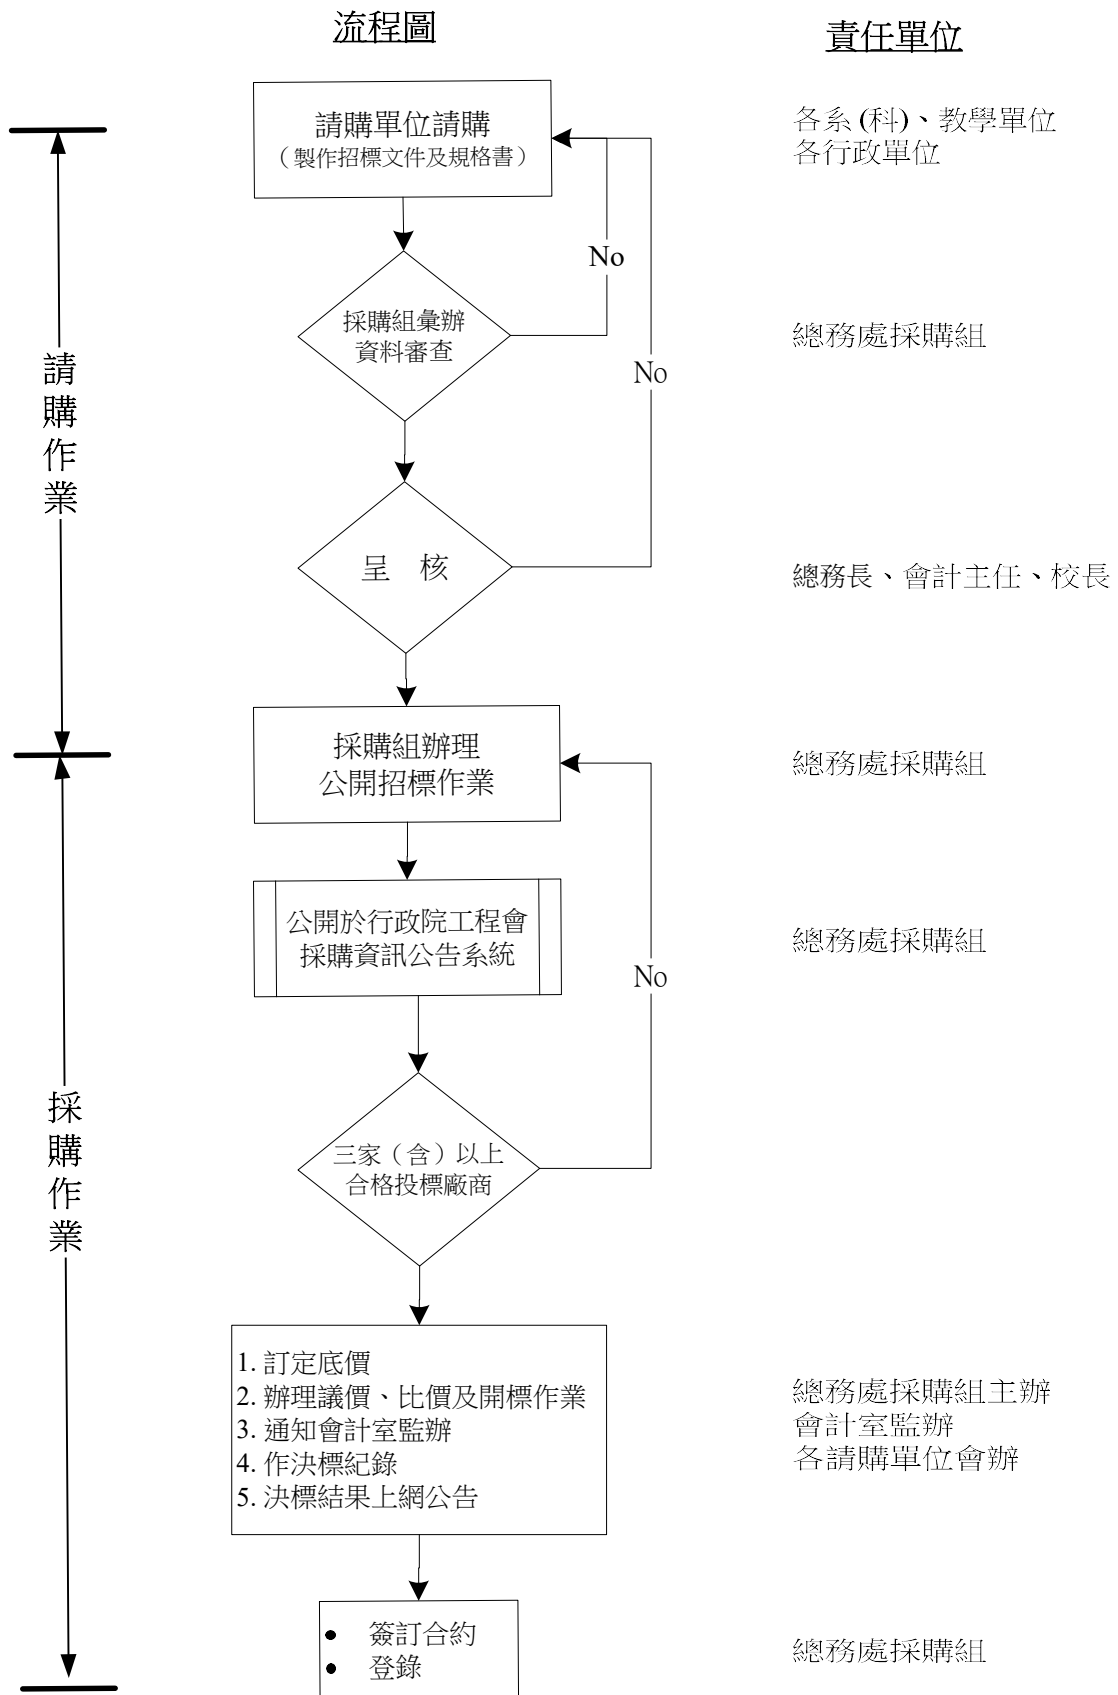 流程圖
責任單位
請購單位請購
（製作招標文件及規格書）
各系 (科)、教學單位
各行政單位
No
採購組彙辦
資料審查
總務處採購組
No
請購作業
呈 核
總務長、會計主任、校長
採購組辦理
公開招標作業
總務處採購組
公開於行政院工程會
採購資訊公告系統
總務處採購組
No
採購作業
三家（含）以上
合格投標廠商
1. 訂定底價
2. 辦理議價、比價及開標作業
3. 通知會計室監辦
4. 作決標紀錄
5. 決標結果上網公告
總務處採購組主辦
會計室監辦
各請購單位會辦
• 簽訂合約
• 登錄
總務處採購組